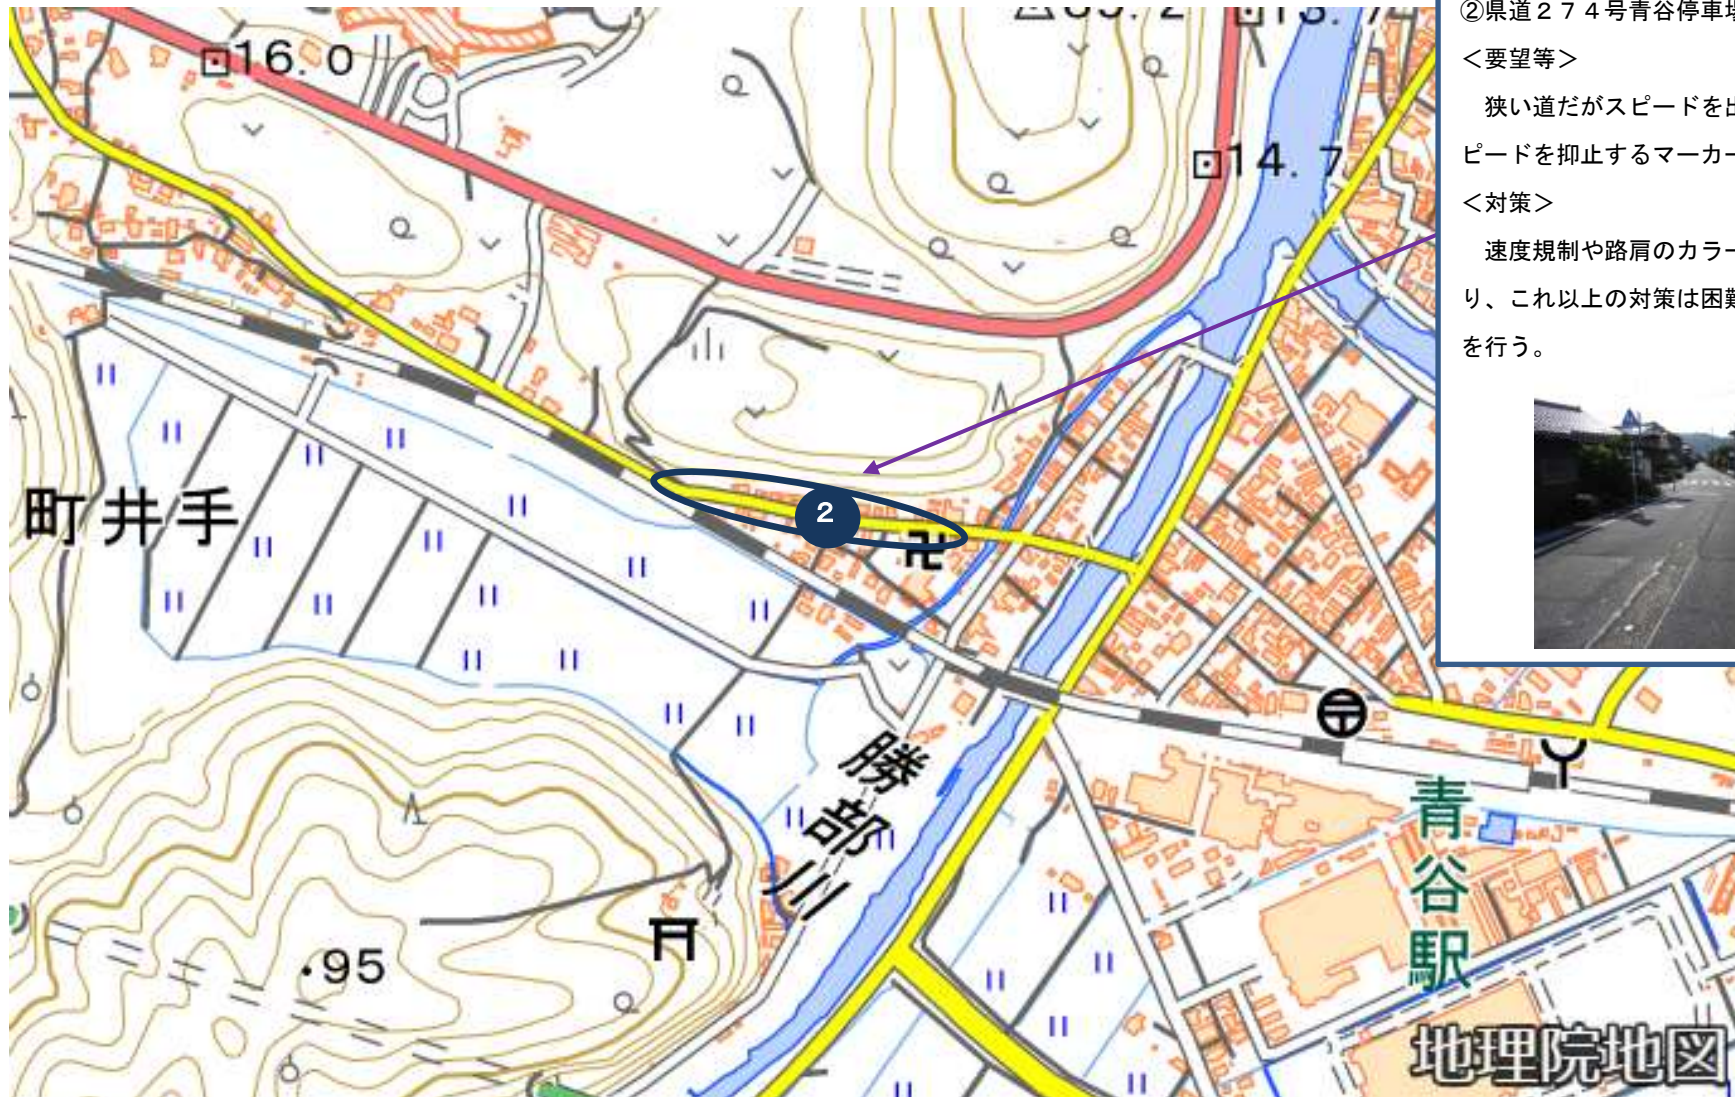 ②県道２７４号青谷停車場
＜要望等＞
狭い道だがスピードを出
ピードを抑止するマーカー
＜対策＞
速度規制や路肩のカラー
り、これ以上の対策は困難
を行う。
16.0
14.7
町井手
2
勝部川
青谷駅
95
地理院地図